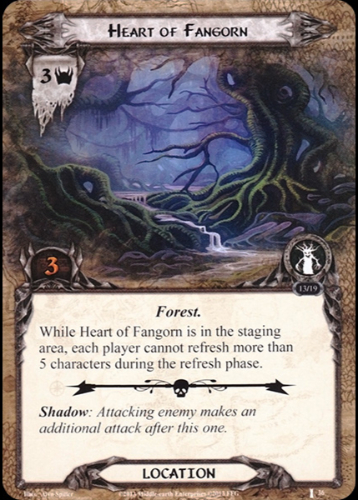 HEART OF FANGORN
3
3
13/19
Forest.
While Heart of Fangorn is in the staging
area, each player cannot refresh more than
5 characters during the refresh phase.
Shadow: Attacking enemy makes an
additional attack after this one.
LOCATION